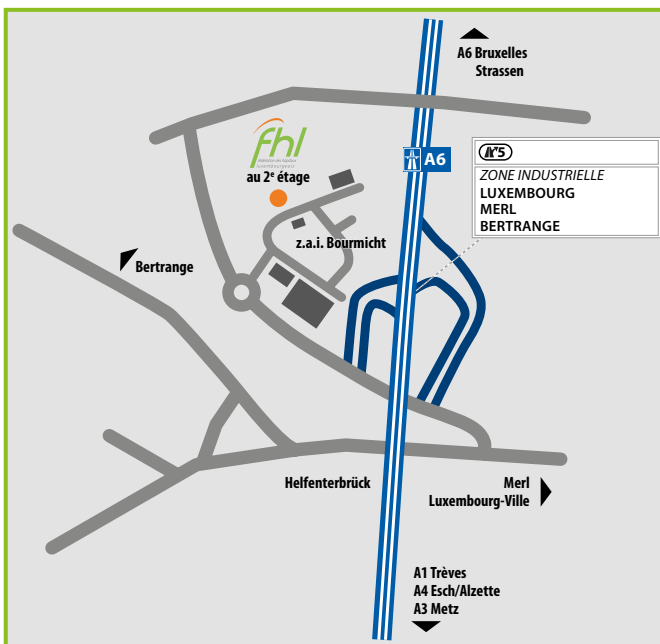 A6 Bruxelles
Strassen
fhl
au 2e étage
A6
5
ZONE INDUSTRIELLE
LUXEMBOURG
MERL
BERTRANGE
z.a.i. Bourmicht
Bertrange
Helfenterbrück
Merl
Luxembourg-Ville
A1 Trèves
A4 Esch/Alzette
A3 Metz